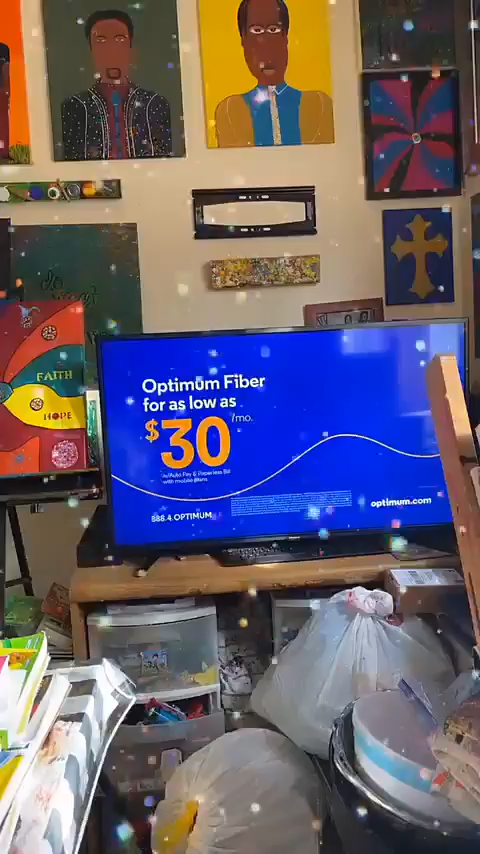 do
FAITH
HOPE
Optimum Fiber
for as low as
$30 /mo.
w/Auto Pay & Paperless Bill
with mobile plans
888.4.OPTIMUM
optimum.com